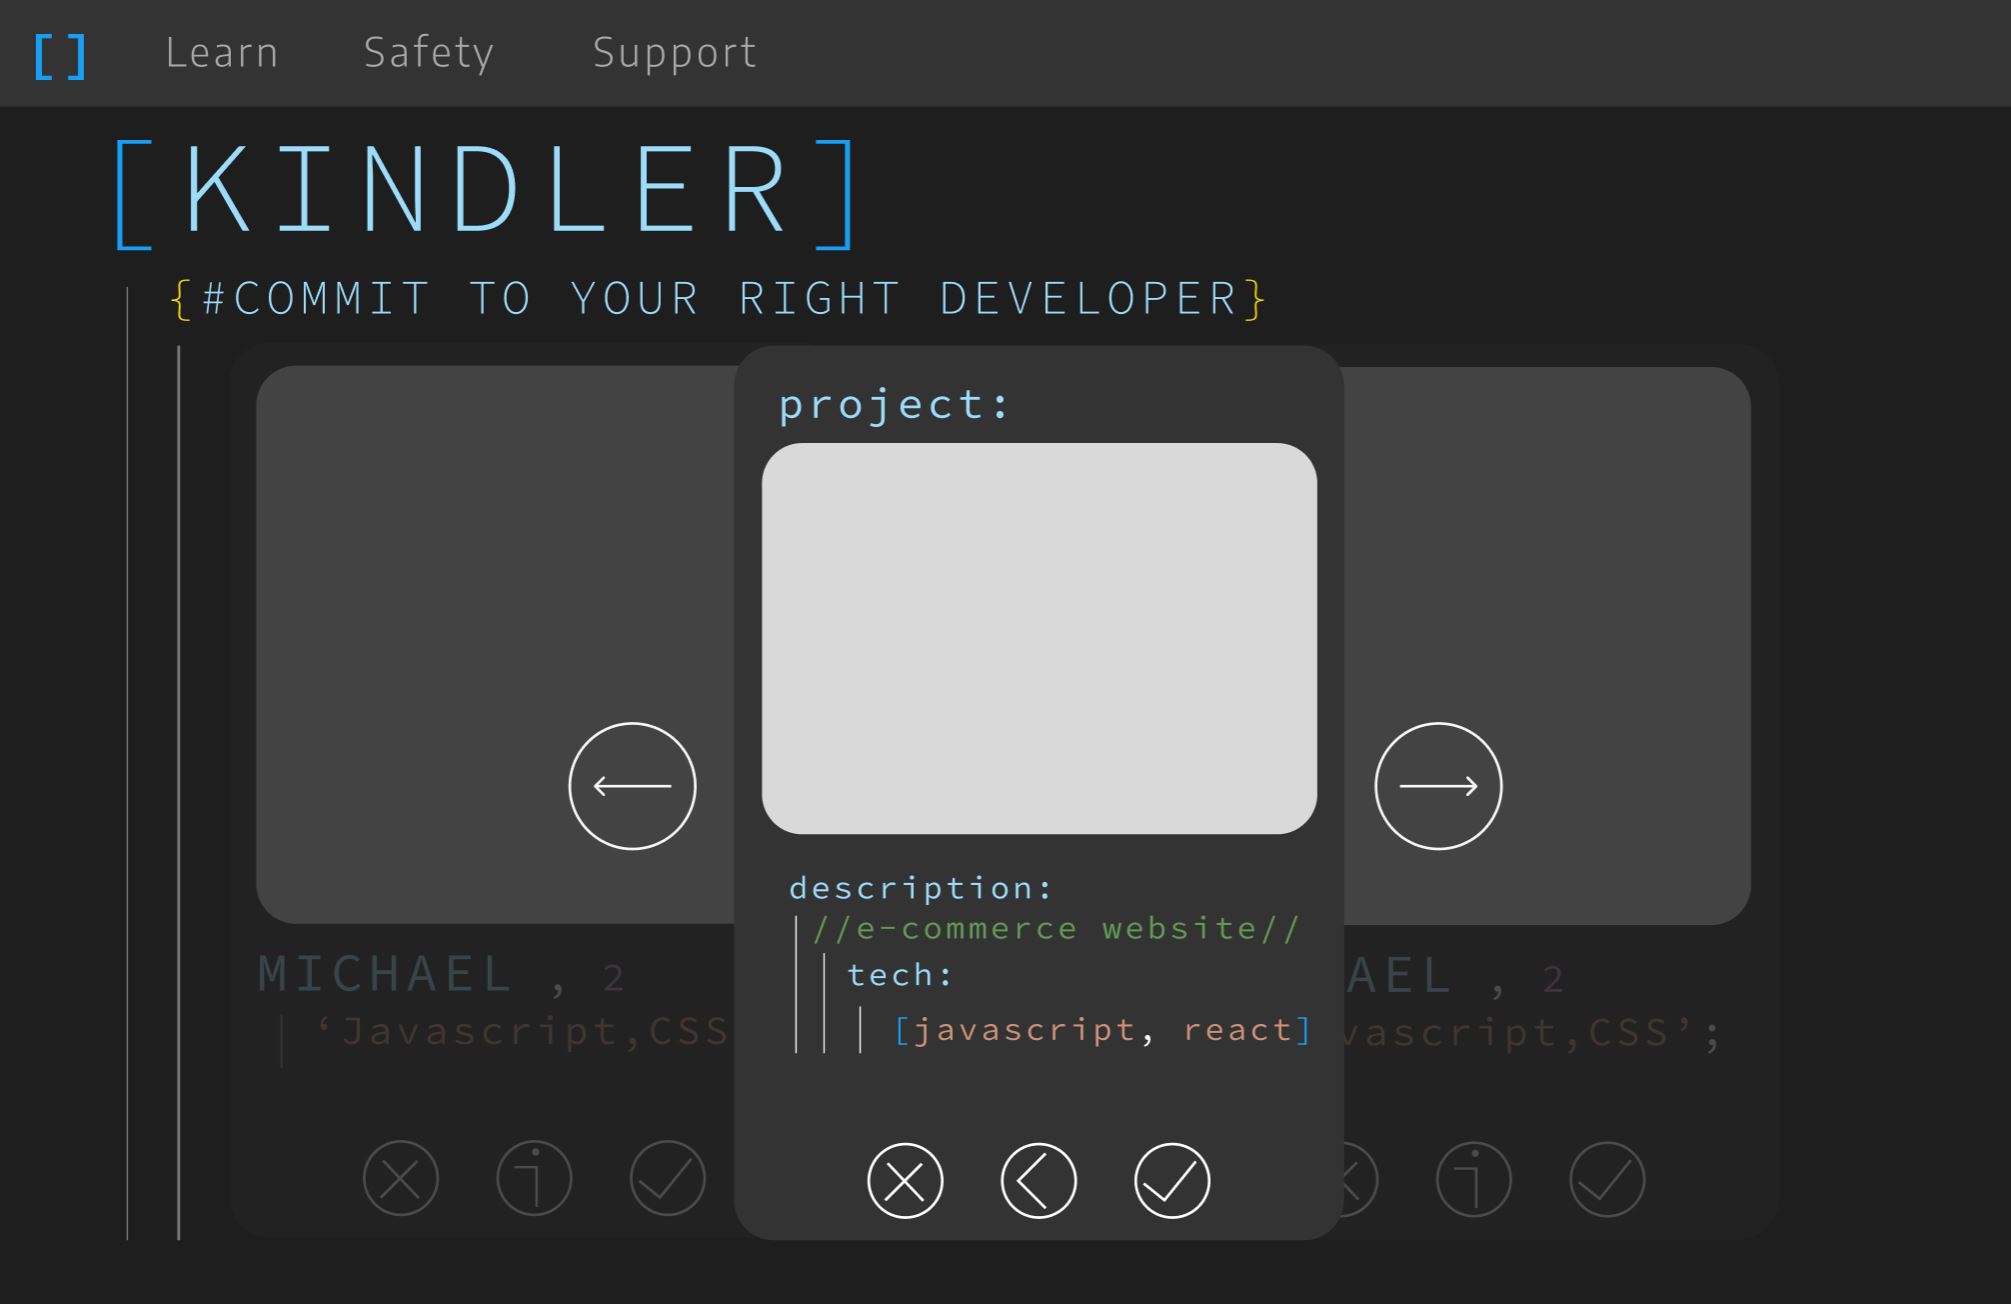 [] Learn Safety Support
[KINDLER]
{#COMMIT TO YOUR RIGHT DEVELOPER}
project:
description:
//e-commerce website//
tech:
[javascript, react]
MICHAEL , 2
‘Javascript,CSS
AEL , 2
vascript,CSS’;